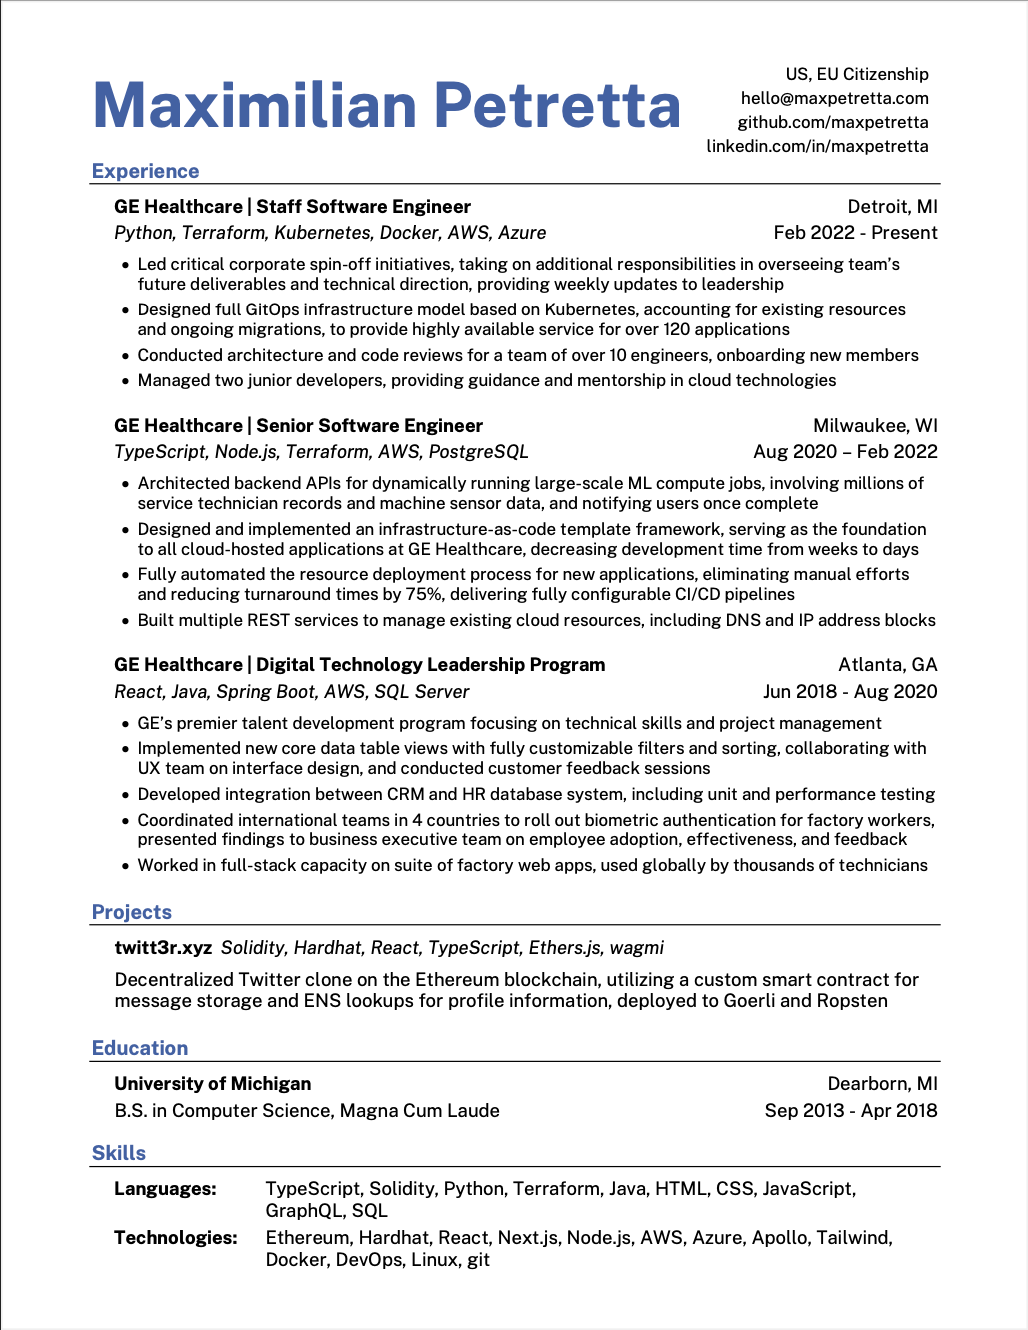 Maximilian Petretta
US, EU Citizenship
hello@maxpetretta.com
github.com/maxpetretta
linkedin.com/in/maxpetretta
Experience
GE Healthcare | Staff Software Engineer Detroit, MI
Python, Terraform, Kubernetes, Docker, AWS, Azure Feb 2022 - Present
• Led critical corporate spin-off initiatives, taking on additional responsibilities in overseeing team’s
future deliverables and technical direction, providing weekly updates to leadership
• Designed full GitOps infrastructure model based on Kubernetes, accounting for existing resources
and ongoing migrations, to provide highly available service for over 120 applications
• Conducted architecture and code reviews for a team of over 10 engineers, onboarding new members
• Managed two junior developers, providing guidance and mentorship in cloud technologies
GE Healthcare | Senior Software Engineer Milwaukee, WI
TypeScript, Node.js, Terraform, AWS, PostgreSQL Aug 2020 – Feb 2022
• Architected backend APIs for dynamically running large-scale ML compute jobs, involving millions of
service technician records and machine sensor data, and notifying users once complete
• Designed and implemented an infrastructure-as-code template framework, serving as the foundation
to all cloud-hosted applications at GE Healthcare, decreasing development time from weeks to days
• Fully automated the resource deployment process for new applications, eliminating manual efforts
and reducing turnaround times by 75%, delivering fully configurable CI/CD pipelines
• Built multiple REST services to manage existing cloud resources, including DNS and IP address blocks
GE Healthcare | Digital Technology Leadership Program Atlanta, GA
React, Java, Spring Boot, AWS, SQL Server Jun 2018 - Aug 2020
• GE’s premier talent development program focusing on technical skills and project management
• Implemented new core data table views with fully customizable filters and sorting, collaborating with
UX team on interface design, and conducted customer feedback sessions
• Developed integration between CRM and HR database system, including unit and performance testing
• Coordinated international teams in 4 countries to roll out biometric authentication for factory workers,
presented findings to business executive team on employee adoption, effectiveness, and feedback
• Worked in full-stack capacity on suite of factory web apps, used globally by thousands of technicians
Projects
twitt3r.xyz Solidity, Hardhat, React, TypeScript, Ethers.js, wagmi
Decentralized Twitter clone on the Ethereum blockchain, utilizing a custom smart contract for
message storage and ENS lookups for profile information, deployed to Goerli and Ropsten
Education
University of Michigan Dearborn, MI
B.S. in Computer Science, Magna Cum Laude Sep 2013 - Apr 2018
Skills
Languages: TypeScript, Solidity, Python, Terraform, Java, HTML, CSS, JavaScript,
GraphQL, SQL
Technologies: Ethereum, Hardhat, React, Next.js, Node.js, AWS, Azure, Apollo, Tailwind,
Docker, DevOps, Linux, git